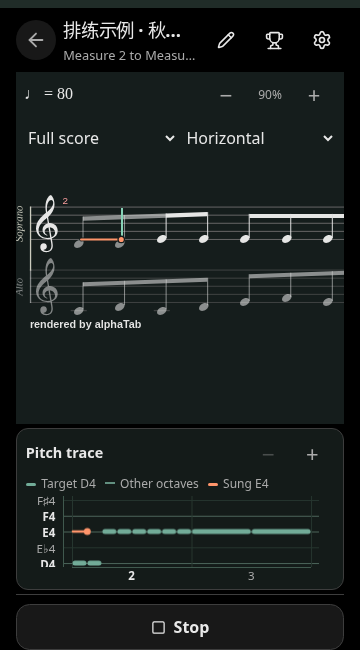 排练示例 · 秋...
Measure 2 to Measu...
♩ = 80
90%
Full score
Horizontal
Soprano
2
Alto
rendered by alphaTab
Pitch trace
Target D4 Other octaves Sung E4
F♯4
F4
E4
E♭4
D4
2 3
Stop